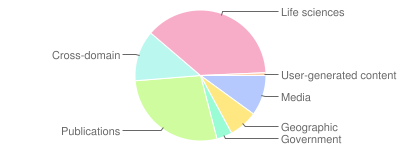 Life sciences
Cross-domain
User-generated content
Media
Publications
Geographic
Government